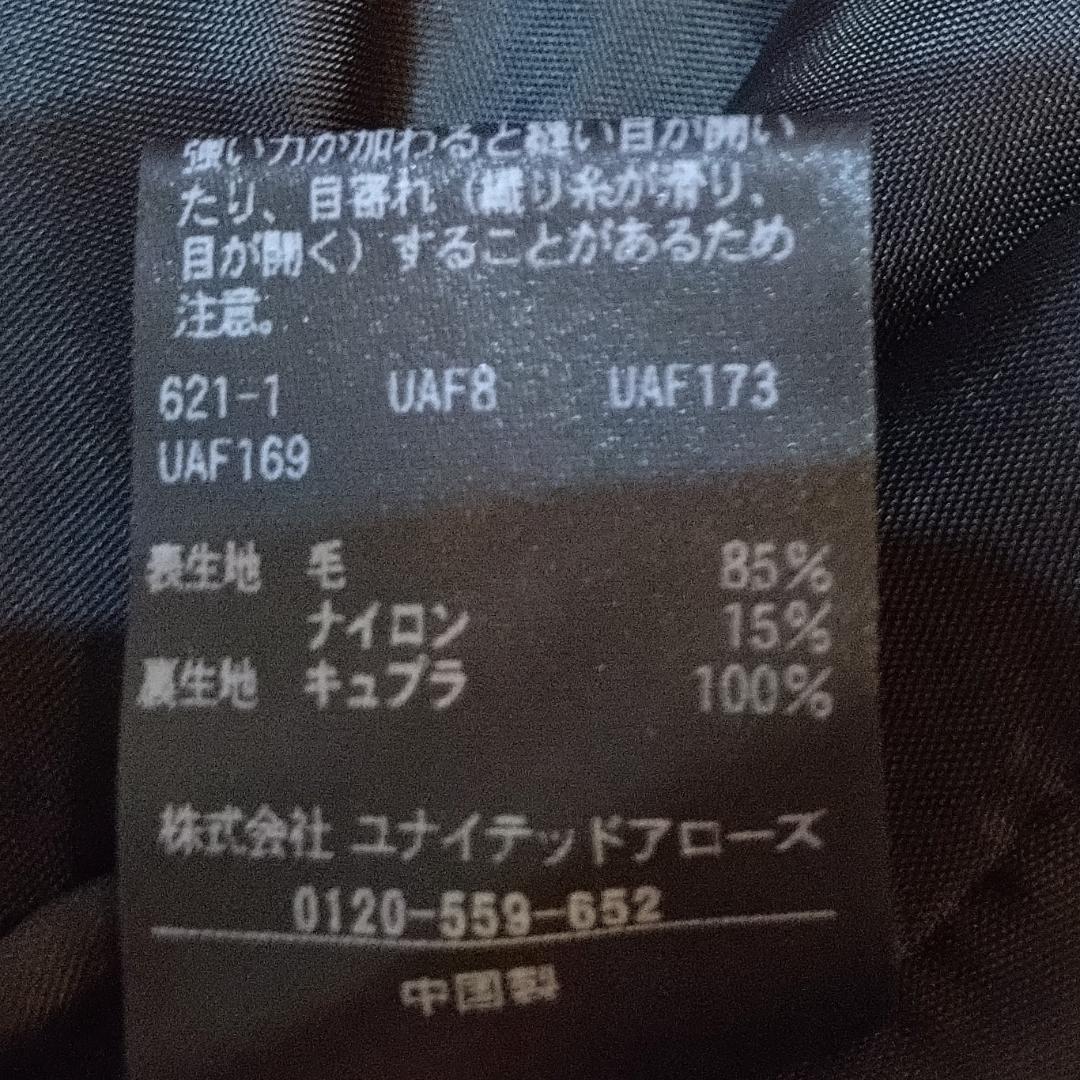 強い力が加わると縫い目が開い
たり、目寄れ（織り糸が滑り、
目が開く）することがあるため
注意。
621-1 UAF8 UAF173
UAF169
表生地 毛 85%
ナイロン 15%
裏生地 キュプラ 100%
株式会社 ユナイテッドアローズ
0120-559-652
中国製